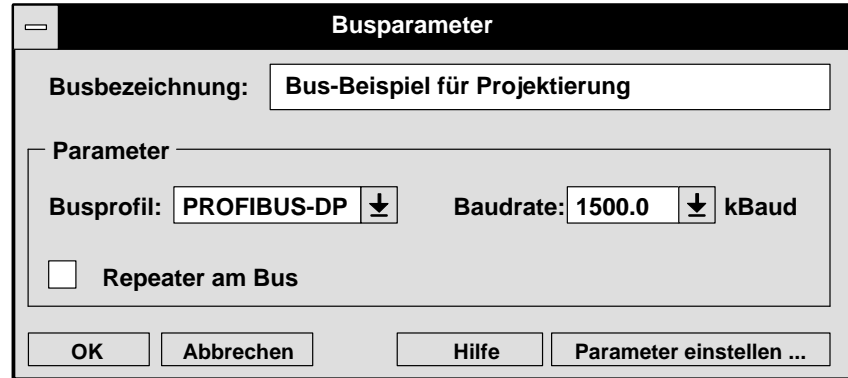 Busparameter
Busbezeichnung: Bus-Beispiel für Projektierung
Parameter
Busprofil: PROFIBUS-DP Baudrate: 1500.0 kBaud
Repeater am Bus
OK Abbrechen Hilfe Parameter einstellen ...